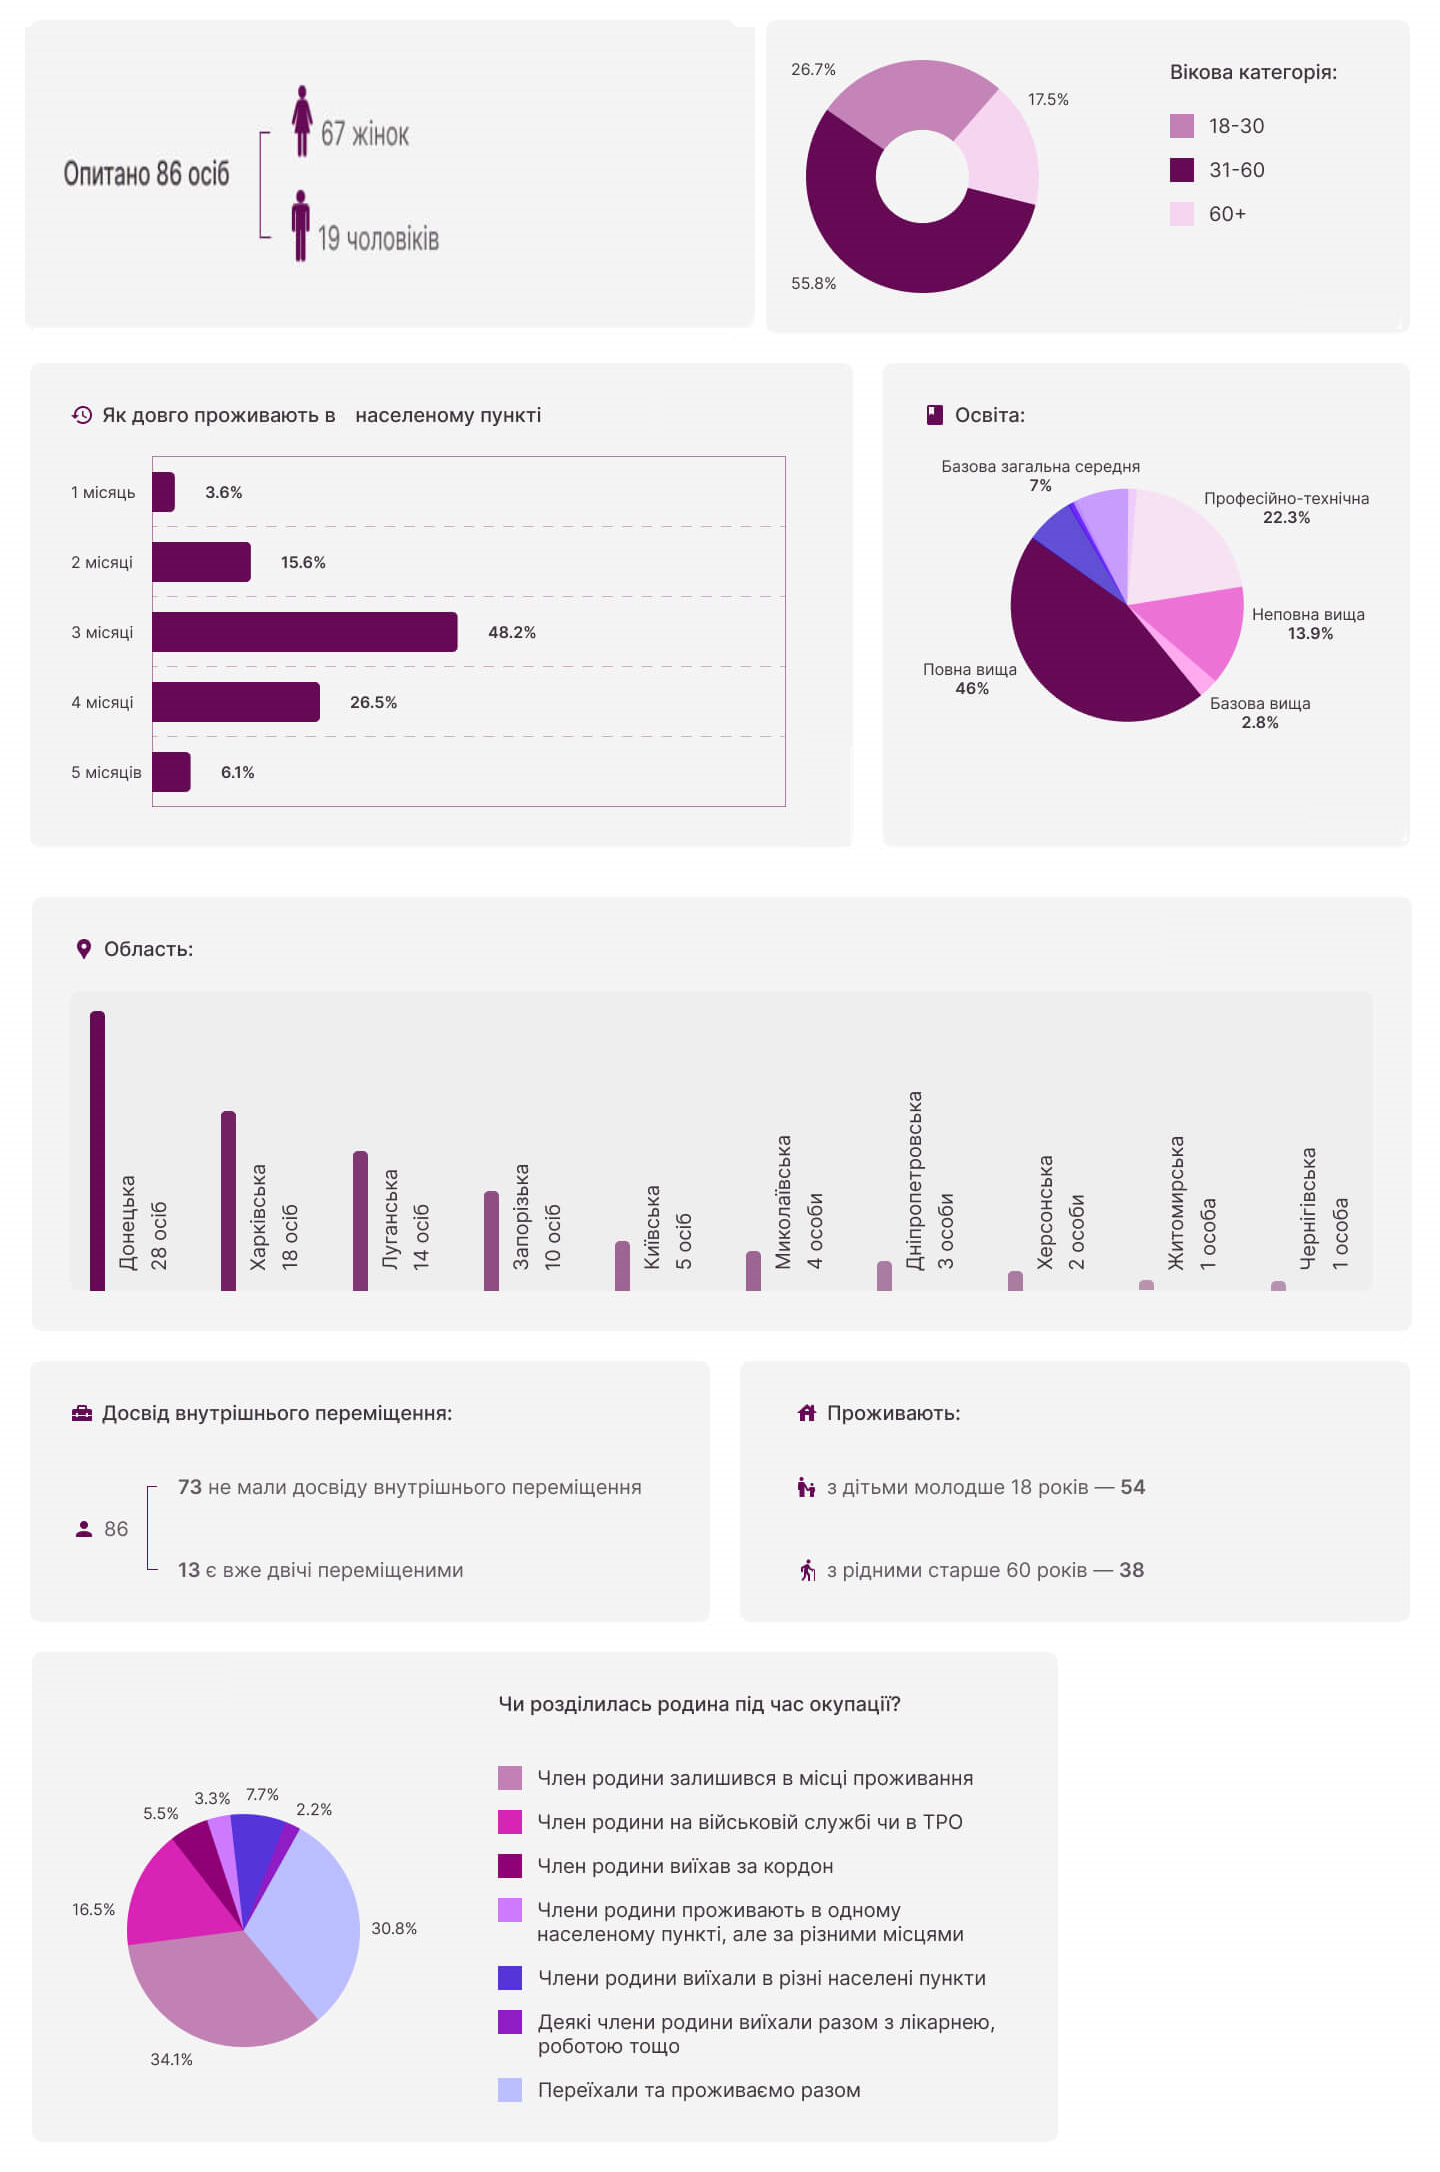 Опитано 86 осіб
67 жінок
19 чоловіків
26.7%
17.5%
55.8%
Вікова категорія:
18-30
31-60
60+
Як довго проживають в населеному пункті
1 місяць 3.6%
2 місяці 15.6%
3 місяці 48.2%
4 місяці 26.5%
5 місяців 6.1%
Освіта:
Базова загальна середня
7%
Професійно-технічна
22.3%
Неповна вища
13.9%
Повна вища
46%
Базова вища
2.8%
Область:
Донецька
28 осіб
Харківська
18 осіб
Луганська
14 осіб
Запорізька
10 осіб
Київська
5 осіб
Миколаївська
4 особи
Дніпропетровська
3 особи
Херсонська
2 особи
Житомирська
1 особа
Чернігівська
1 особа
Досвід внутрішнього переміщення:
73 не мали досвіду внутрішнього переміщення
86
13 є вже двічі переміщеними
Проживають:
з дітьми молодше 18 років — 54
з рідними старше 60 років — 38
Чи розділилась родина під час окупації?
7.7%
3.3%
2.2%
5.5%
16.5%
30.8%
34.1%
Член родини залишився в місці проживання
Член родини на військовій службі чи в ТРО
Член родини виїхав за кордон
Члени родини проживають в одному
населеному пункті, але за різними місцями
Члени родини виїхали в різні населені пункти
Деякі члени родини виїхали разом з лікарнею,
роботою тощо
Переїхали та проживаємо разом